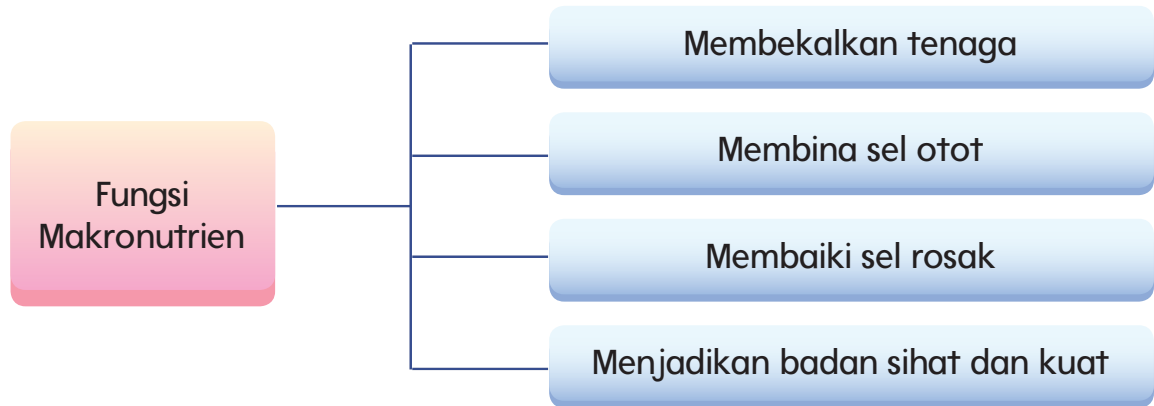 Fungsi
Makronutrien
Membekalkan tenaga
Membina sel otot
Membaiki sel rosak
Menjadikan badan sihat dan kuat